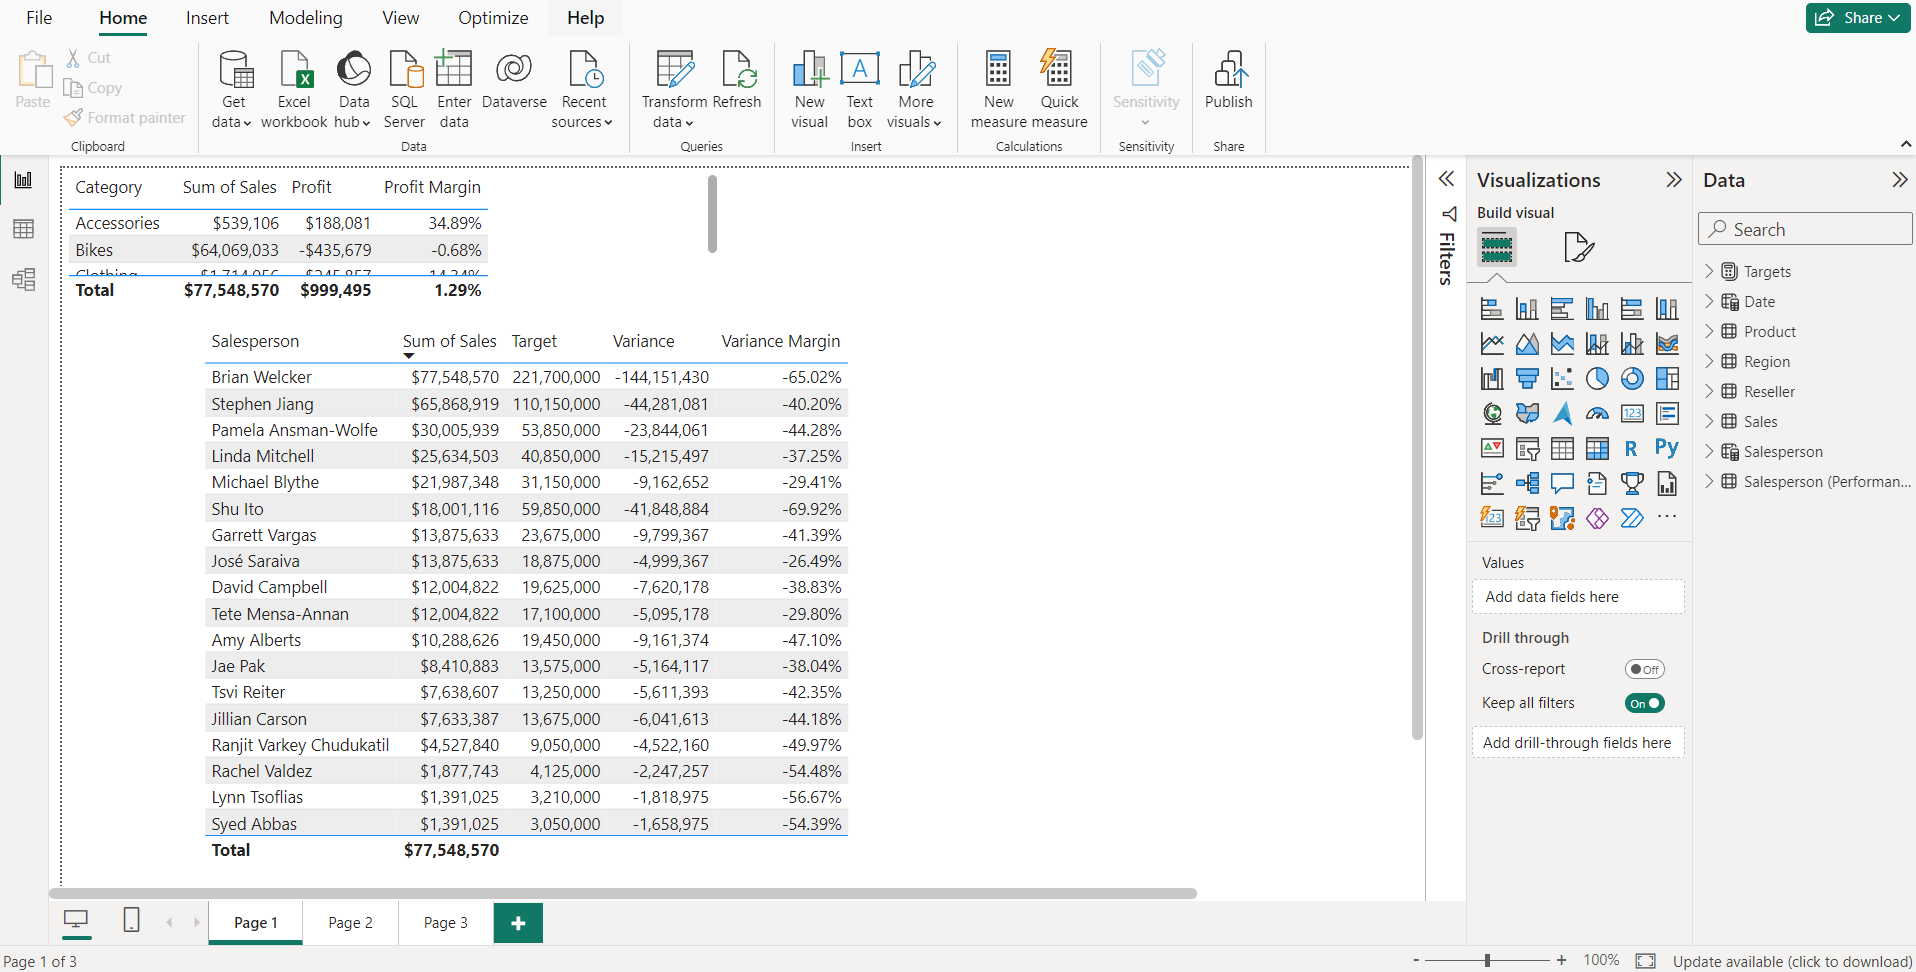 File Home Insert Modeling View Optimize Help Share
Paste Cut Copy Format painter
Get data Excel workbook Data hub SQL Server Enter data Dataverse Recent sources Transform data Refresh New visual Text box More visuals New measure Quick measure Sensitivity Publish
Clipboard Data Queries Insert Calculations Sensitivity Share
Category Sum of Sales Profit Profit Margin
Accessories $539,106 $188,081 34.89%
Bikes $64,069,033 -$435,679 -0.68%
Clothing $1,714,056 $245,857 14.34%
Total $77,548,570 $999,495 1.29%
Salesperson Sum of Sales Target Variance Variance Margin
Brian Welcker $77,548,570 221,700,000 -144,151,430 -65.02%
Stephen Jiang $65,868,919 110,150,000 -44,281,081 -40.20%
Pamela Ansman-Wolfe $30,005,939 53,850,000 -23,844,061 -44.28%
Linda Mitchell $25,634,503 40,850,000 -15,215,497 -37.25%
Michael Blythe $21,987,348 31,150,000 -9,162,652 -29.41%
Shu Ito $18,001,116 59,850,000 -41,848,884 -69.92%
Garrett Vargas $13,875,633 23,675,000 -9,799,367 -41.39%
José Saraiva $13,875,633 18,875,000 -4,999,367 -26.49%
David Campbell $12,004,822 19,625,000 -7,620,178 -38.83%
Tete Mensa-Annan $12,004,822 17,100,000 -5,095,178 -29.80%
Amy Alberts $10,288,626 19,450,000 -9,161,374 -47.10%
Jae Pak $8,410,883 13,575,000 -5,164,117 -38.04%
Tsvi Reiter $7,638,607 13,250,000 -5,611,393 -42.35%
Jillian Carson $7,633,387 13,675,000 -6,041,613 -44.18%
Ranjit Varkey Chudukatil $4,527,840 9,050,000 -4,522,160 -49.97%
Rachel Valdez $1,877,743 4,125,000 -2,247,257 -54.48%
Lynn Tsoflias $1,391,025 3,210,000 -1,818,975 -56.67%
Syed Abbas $1,391,025 3,050,000 -1,658,975 -54.39%
Total $77,548,570
Filters
Visualizations
Build visual
123
R Py
123
Values
Add data fields here
Drill through
Cross-report Off
Keep all filters On
Add drill-through fields here
Data
Search
Targets
Date
Product
Region
Reseller
Sales
Salesperson
Salesperson (Performan...
Page 1 Page 2 Page 3 +
Page 1 of 3 - + 100% Update available (click to download)